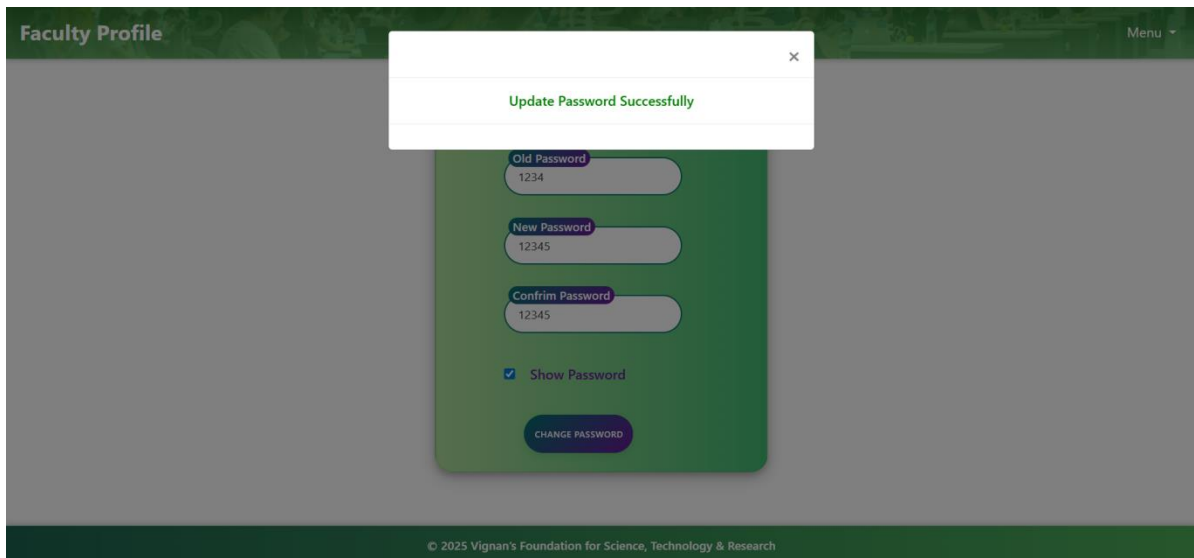 Faculty Profile
Menu
×
Update Password Successfully
Old Password
1234
New Password
12345
Confrim Password
12345
Show Password
CHANGE PASSWORD
© 2025 Vignan's Foundation for Science, Technology & Research